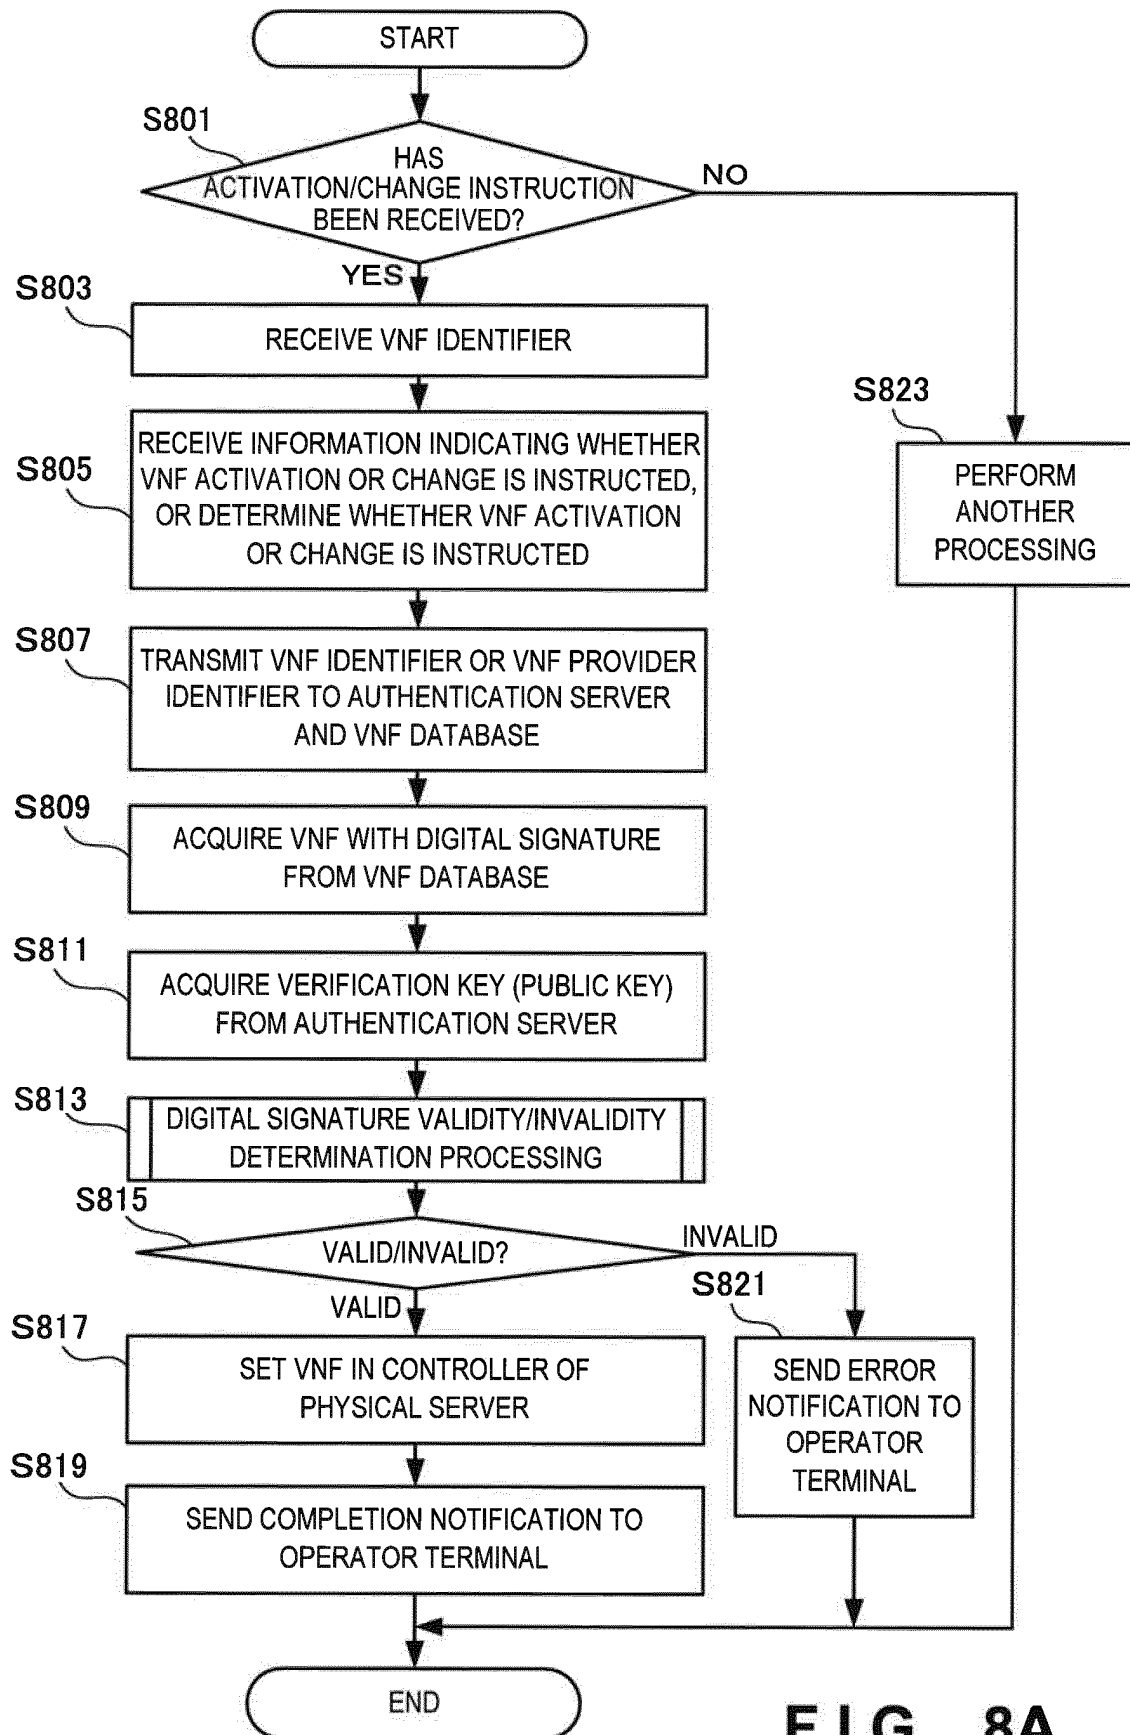 START
S801
HAS
ACTIVATION/CHANGE INSTRUCTION
BEEN RECEIVED?
NO
YES
S803
RECEIVE VNF IDENTIFIER
S805
RECEIVE INFORMATION INDICATING WHETHER
VNF ACTIVATION OR CHANGE IS INSTRUCTED,
OR DETERMINE WHETHER VNF ACTIVATION
OR CHANGE IS INSTRUCTED
S823
PERFORM
ANOTHER
PROCESSING
S807
TRANSMIT VNF IDENTIFIER OR VNF PROVIDER
IDENTIFIER TO AUTHENTICATION SERVER
AND VNF DATABASE
S809
ACQUIRE VNF WITH DIGITAL SIGNATURE
FROM VNF DATABASE
S811
ACQUIRE VERIFICATION KEY (PUBLIC KEY)
FROM AUTHENTICATION SERVER
S813
DIGITAL SIGNATURE VALIDITY/INVALIDITY
DETERMINATION PROCESSING
S815
VALID/INVALID?
INVALID
VALID
S817
SET VNF IN CONTROLLER OF
PHYSICAL SERVER
S821
SEND ERROR
NOTIFICATION TO
OPERATOR
TERMINAL
S819
SEND COMPLETION NOTIFICATION TO
OPERATOR TERMINAL
END
FIG. 8A